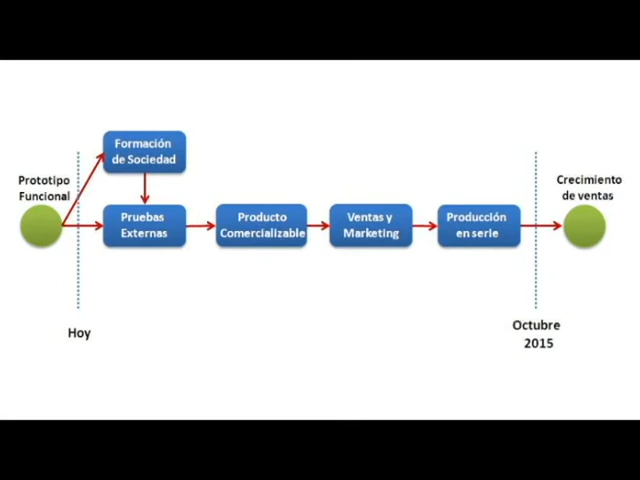 Prototipo
Funcional
Formación
de Sociedad
Pruebas
Externas
Producto
Comercializable
Ventas y
Marketing
Producción
en serie
Crecimiento
de ventas
Hoy
Octubre
2015